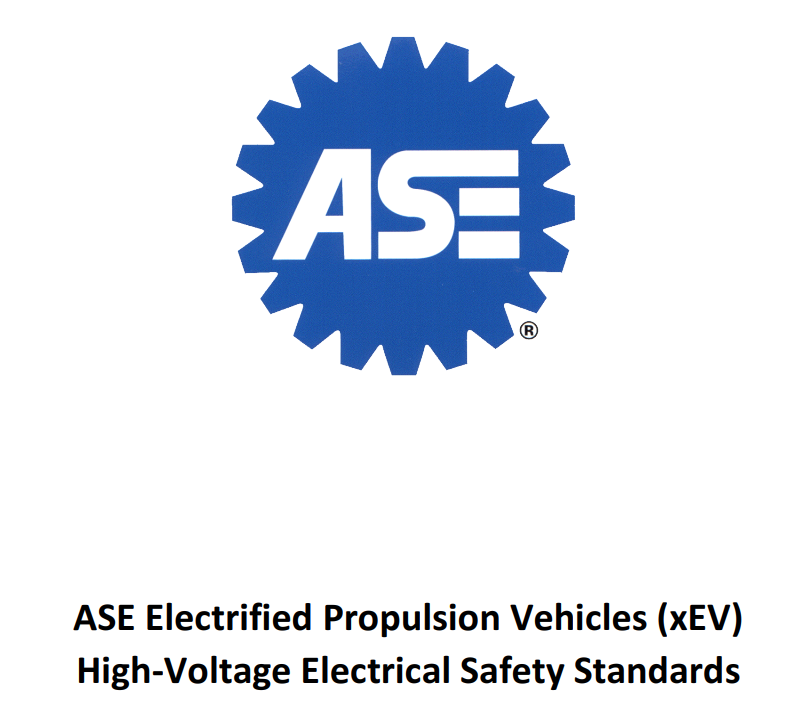 ASE
®
ASE Electrified Propulsion Vehicles (xEV)
High-Voltage Electrical Safety Standards